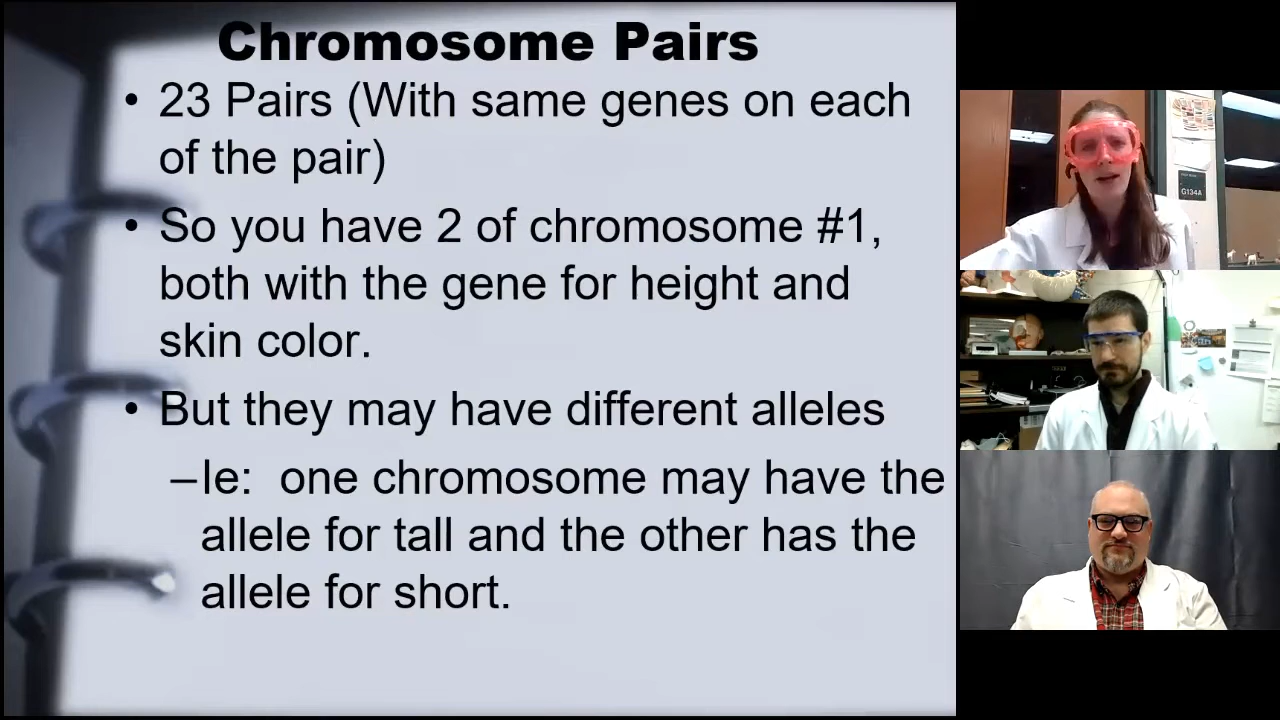 Chromosome Pairs
• 23 Pairs (With same genes on each
of the pair)
• So you have 2 of chromosome #1,
both with the gene for height and
skin color.
• But they may have different alleles
–Ie:  one chromosome may have the
allele for tall and the other has the
allele for short.
G134A